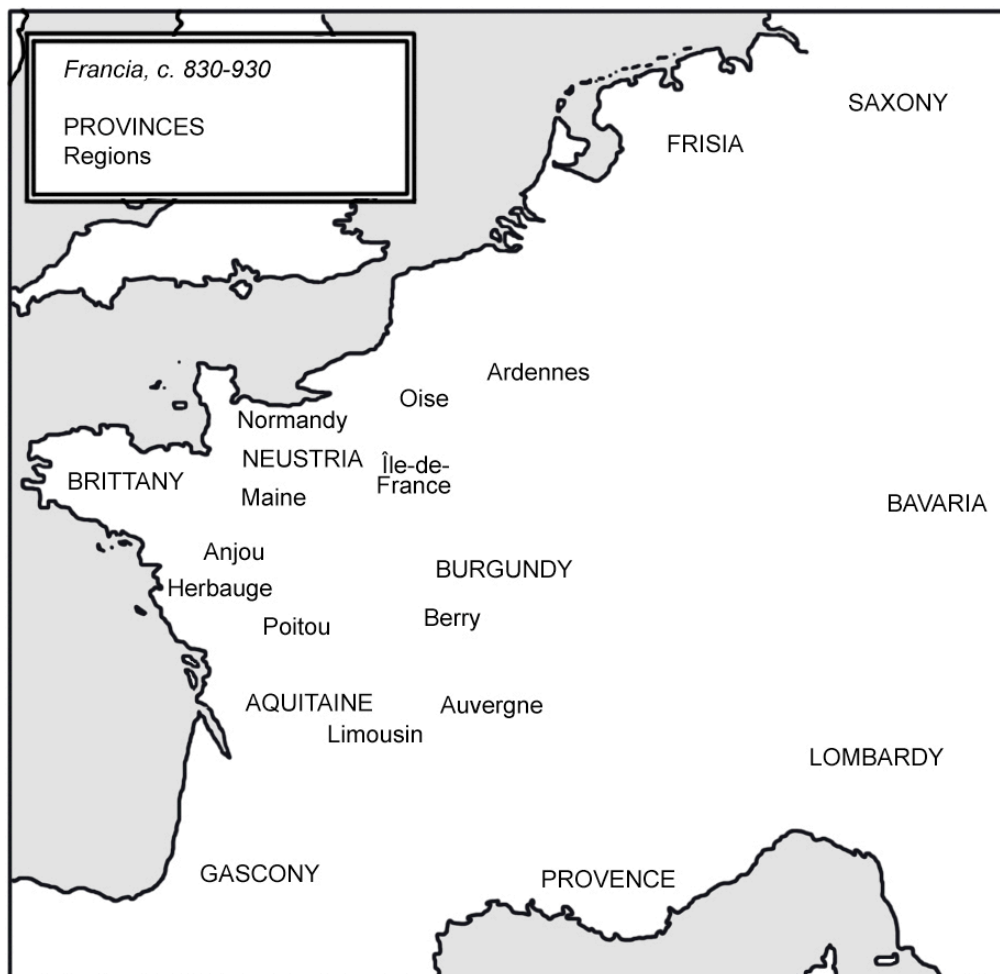 Francia, c. 830-930
PROVINCES
Regions
SAXONY
FRISIA
Ardennes
Oise
Normandy
NEUSTRIA
Île-de-
France
BRITTANY
Maine
BAVARIA
Anjou
BURGUNDY
Herbauge
Berry
Poitou
AQUITAINE
Auvergne
Limousin
LOMBARDY
GASCONY
PROVENCE